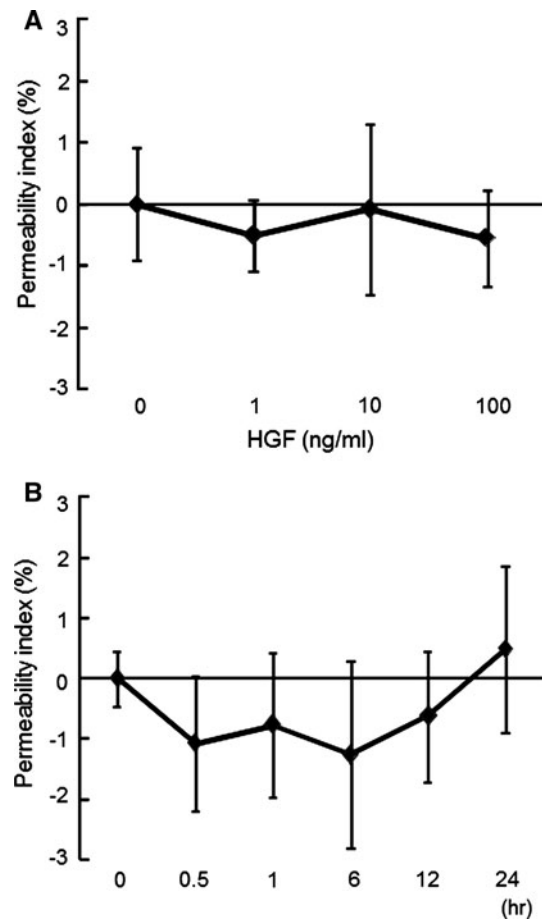 A
Permeability index (%)
3
2
1
0
-1
-2
-3
0 1 10 100
HGF (ng/ml)
B
Permeability index (%)
3
2
1
0
-1
-2
-3
0 0.5 1 6 12 24
(hr)